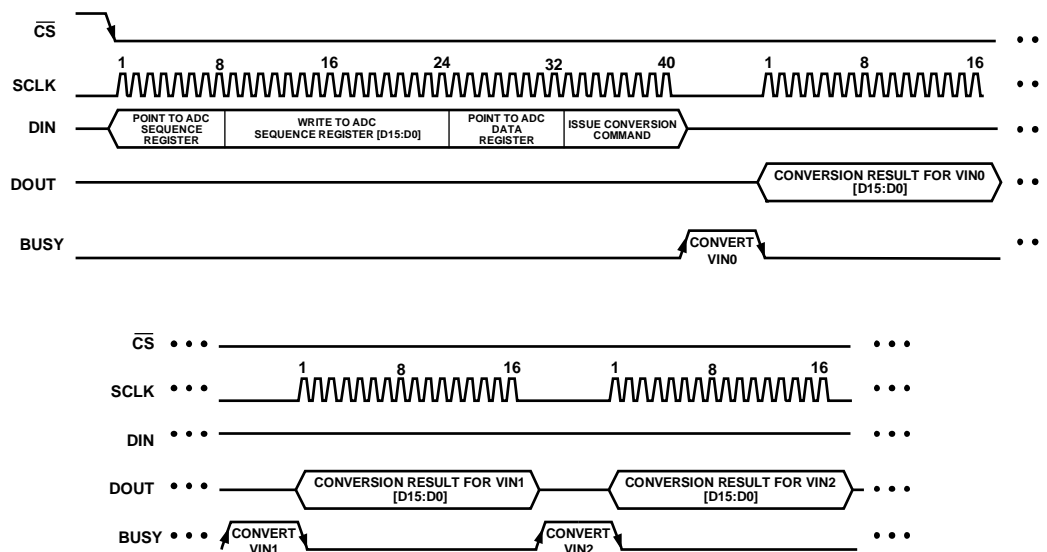 CS
SCLK
1 8 16 24 32 40 1 8 16
DIN
POINT TO ADC
SEQUENCE
REGISTER
WRITE TO ADC
SEQUENCE REGISTER [D15:D0]
POINT TO ADC
DATA
REGISTER
ISSUE CONVERSION
COMMAND
DOUT
CONVERSION RESULT FOR VIN0
[D15:D0]
BUSY
CONVERT
VIN0
CS
SCLK
1 8 16 1 8 16
DIN
DOUT
CONVERSION RESULT FOR VIN1
[D15:D0]
CONVERSION RESULT FOR VIN2
[D15:D0]
BUSY
CONVERT
VIN1
CONVERT
VIN2